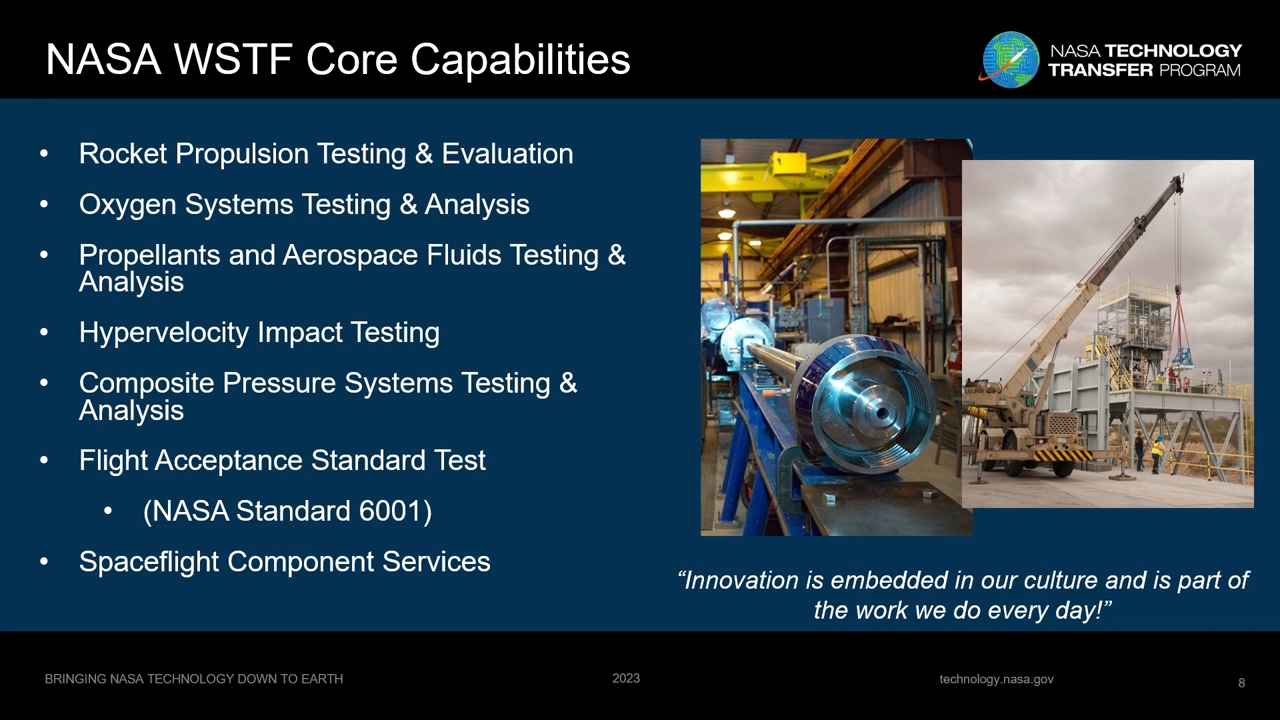 NASA WSTF Core Capabilities
NASA TECHNOLOGY
TRANSFER PROGRAM
• Rocket Propulsion Testing & Evaluation
• Oxygen Systems Testing & Analysis
• Propellants and Aerospace Fluids Testing &
Analysis
• Hypervelocity Impact Testing
• Composite Pressure Systems Testing &
Analysis
• Flight Acceptance Standard Test
• (NASA Standard 6001)
• Spaceflight Component Services
“Innovation is embedded in our culture and is part of
the work we do every day!”
BRINGING NASA TECHNOLOGY DOWN TO EARTH
2023
technology.nasa.gov
8